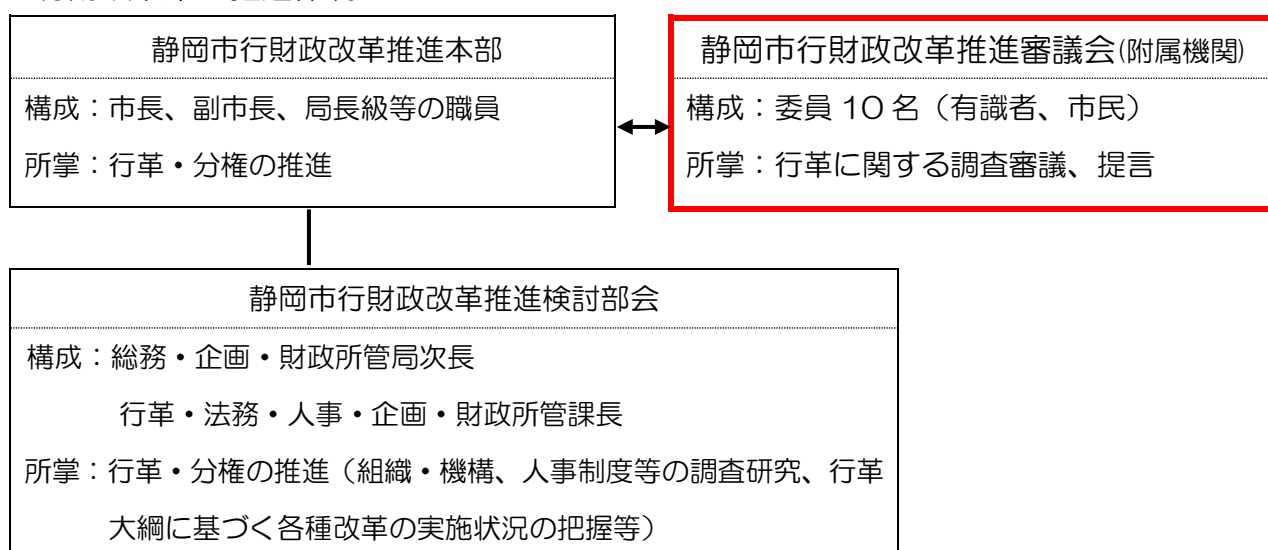 静岡市行財政改革推進本部
構成：市長、副市長、局長級等の職員
所掌：行革・分権の推進
静岡市行財政改革推進審議会(附属機関)
構成：委員 10 名（有識者、市民）
所掌：行革に関する調査審議、提言
静岡市行財政改革推進検討部会
構成：総務・企画・財政所管局次長
行革・法務・人事・企画・財政所管課長
所掌：行革・分権の推進（組織・機構、人事制度等の調査研究、行革
大綱に基づく各種改革の実施状況の把握等）